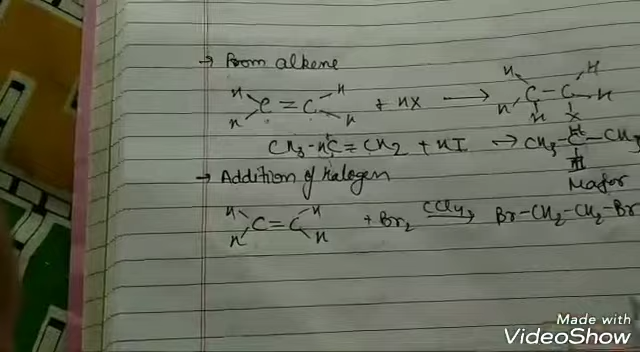 → From alkene
H H C = C H H + HX → H H C - C H H H X
CH3 - HC = CH2 + HI → CH3 - CH - CH3
I
Major
→ Addition of Halogen
H H C = C H H + Br2 CCl4 → Br-CH2-CH2-Br
Made with
VideoShow